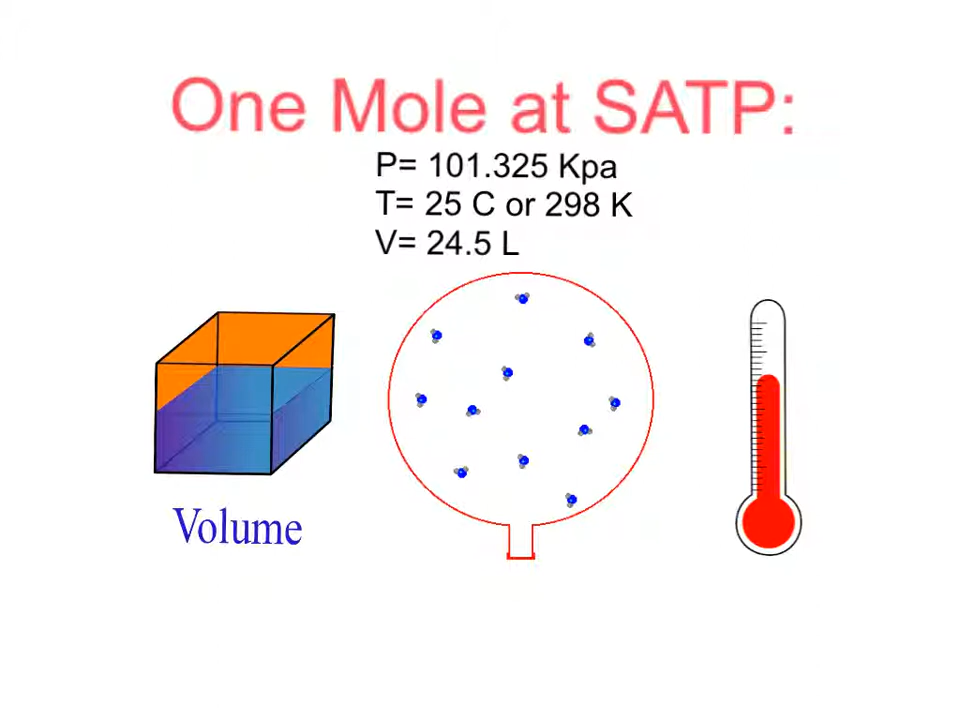 One Mole at SATP:
P= 101.325 Kpa
T= 25 C or 298 K
V= 24.5 L
Volume